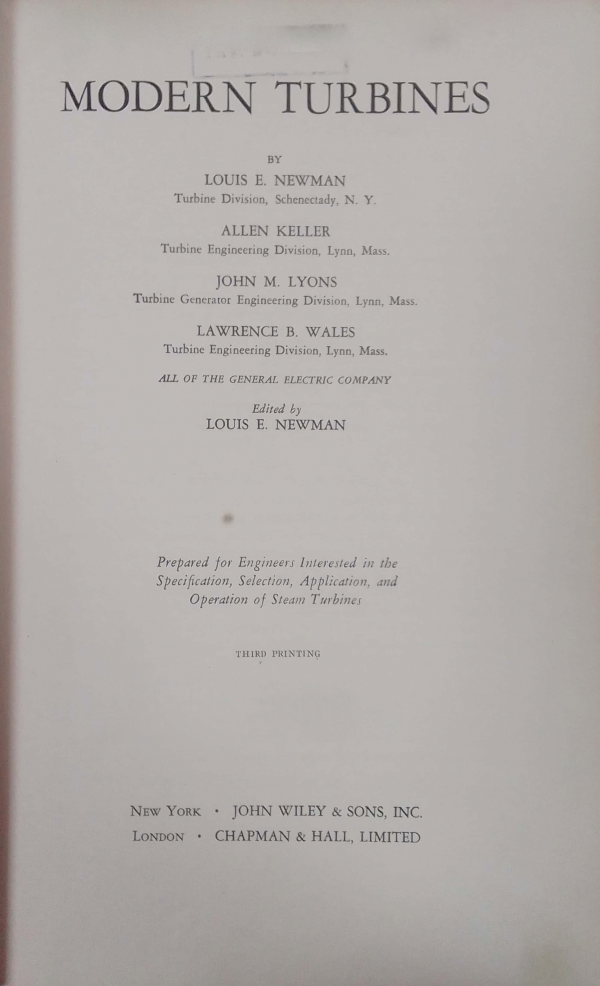 MODERN TURBINES
BY
LOUIS E. NEWMAN
Turbine Division, Schenectady, N. Y.
ALLEN KELLER
Turbine Engineering Division, Lynn, Mass.
JOHN M. LYONS
Turbine Generator Engineering Division, Lynn, Mass.
LAWRENCE B. WALES
Turbine Engineering Division, Lynn, Mass.
ALL OF THE GENERAL ELECTRIC COMPANY
Edited by
LOUIS E. NEWMAN
Prepared for Engineers Interested in the
Specification, Selection, Application, and
Operation of Steam Turbines
THIRD PRINTING
NEW YORK • JOHN WILEY & SONS, INC.
LONDON • CHAPMAN & HALL, LIMITED